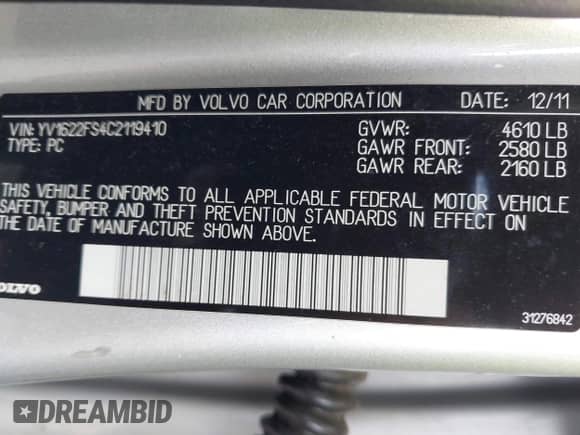 MFD BY VOLVO CAR CORPORATION DATE: 12/11
VIN: YV1622FS4C2119410 GVWR: 4610 LB
TYPE: PC GAWR FRONT: 2580 LB
GAWR REAR: 2160 LB
THIS VEHICLE CONFORMS TO ALL APPLICABLE FEDERAL MOTOR VEHICLE
SAFETY, BUMPER AND THEFT PREVENTION STANDARDS IN EFFECT ON
THE DATE OF MANUFACTURE SHOWN ABOVE.
VOLVO
31276842
DREAMBID